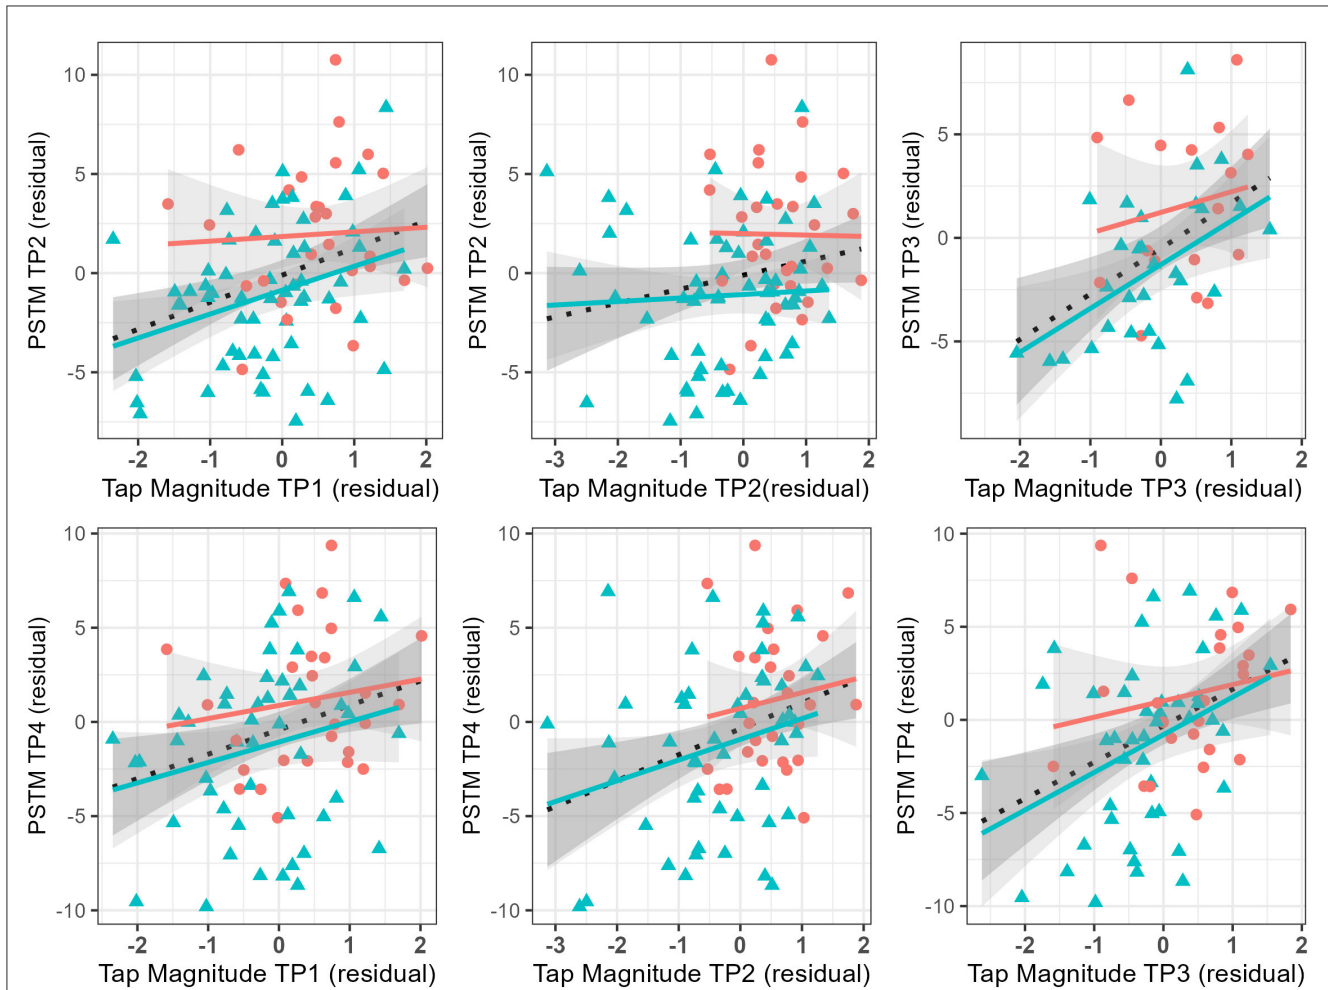 PSTM TP2 (residual)
10
5
0
-5
-2 -1 0 1 2
Tap Magnitude TP1 (residual)
PSTM TP2 (residual)
10
5
0
-5
-3 -2 -1 0 1 2
Tap Magnitude TP2(residual)
PSTM TP3 (residual)
5
0
-5
-2 -1 0 1 2
Tap Magnitude TP3 (residual)
PSTM TP4 (residual)
10
5
0
-5
-10
-2 -1 0 1 2
Tap Magnitude TP1 (residual)
PSTM TP4 (residual)
10
5
0
-5
-10
-3 -2 -1 0 1 2
Tap Magnitude TP2 (residual)
PSTM TP4 (residual)
10
5
0
-5
-10
-2 -1 0 1 2
Tap Magnitude TP3 (residual)